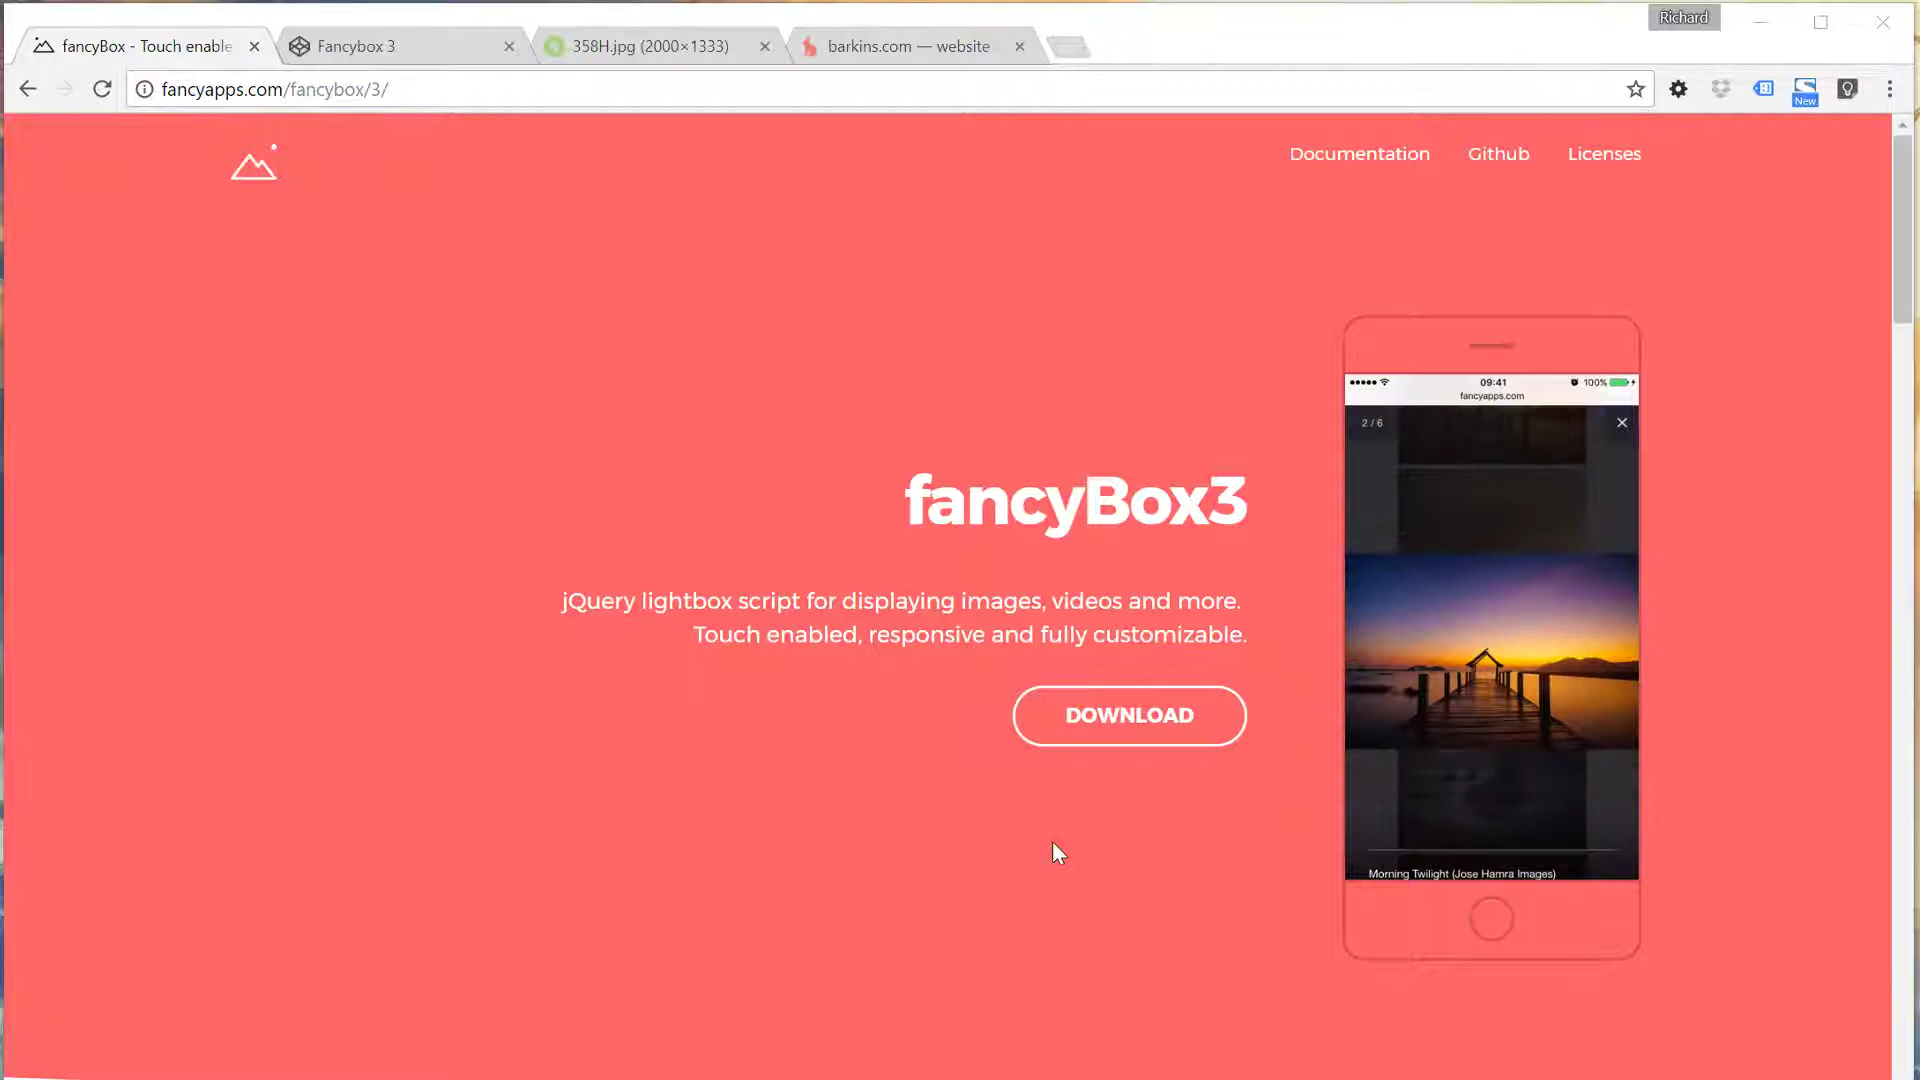 Richard
fancyBox - Touch enable
Fancybox 3
358H.jpg (2000×1333)
barkins.com — website
fancyapps.com/fancybox/3/
New
Documentation
Github
Licenses
09:41
100%
fancyapps.com
2 / 6
fancyBox3
jQuery lightbox script for displaying images, videos and more.
Touch enabled, responsive and fully customizable.
DOWNLOAD
Morning Twilight (Jose Hamra Images)